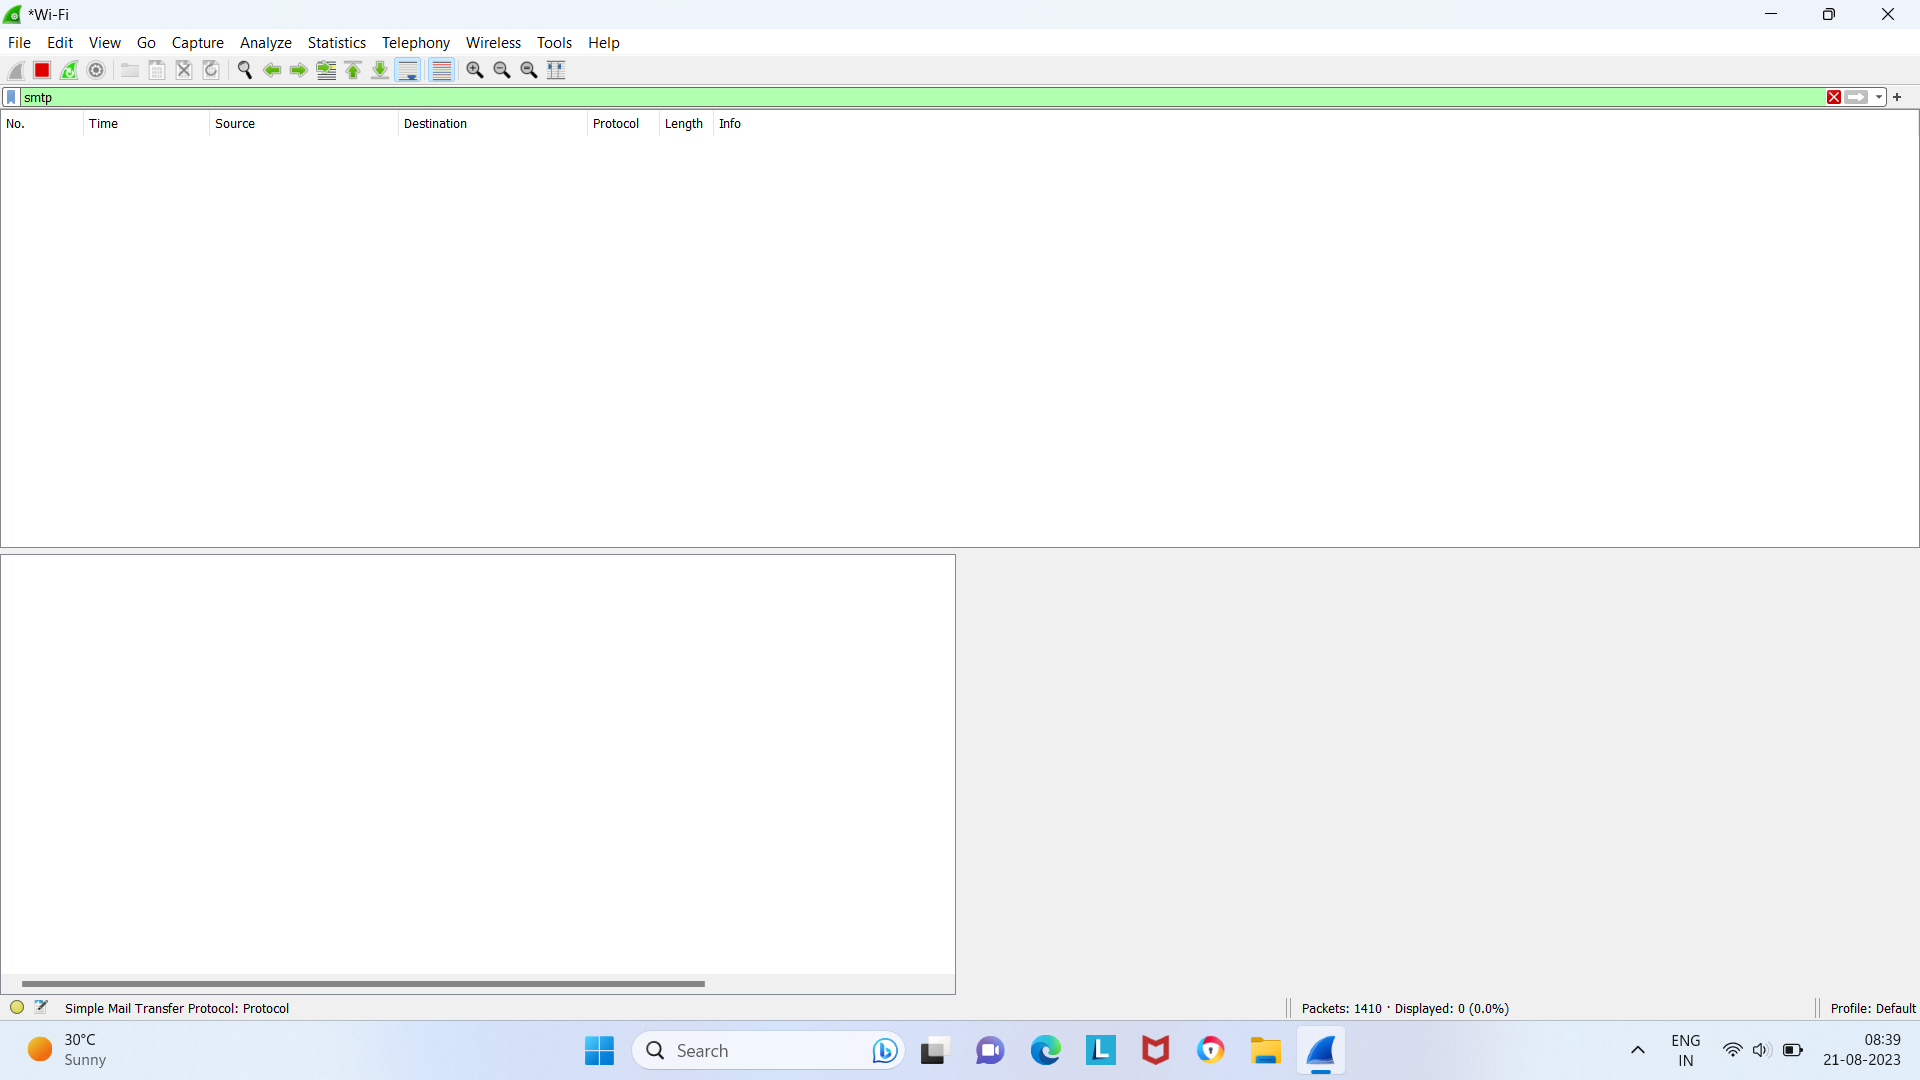 *Wi-Fi
File Edit View Go Capture Analyze Statistics Telephony Wireless Tools Help
smtp
No. Time Source Destination Protocol Length Info
Simple Mail Transfer Protocol: Protocol
Packets: 1410 · Displayed: 0 (0.0%)
Profile: Default
30°C
Sunny
Search
ENG
IN
08:39
21-08-2023